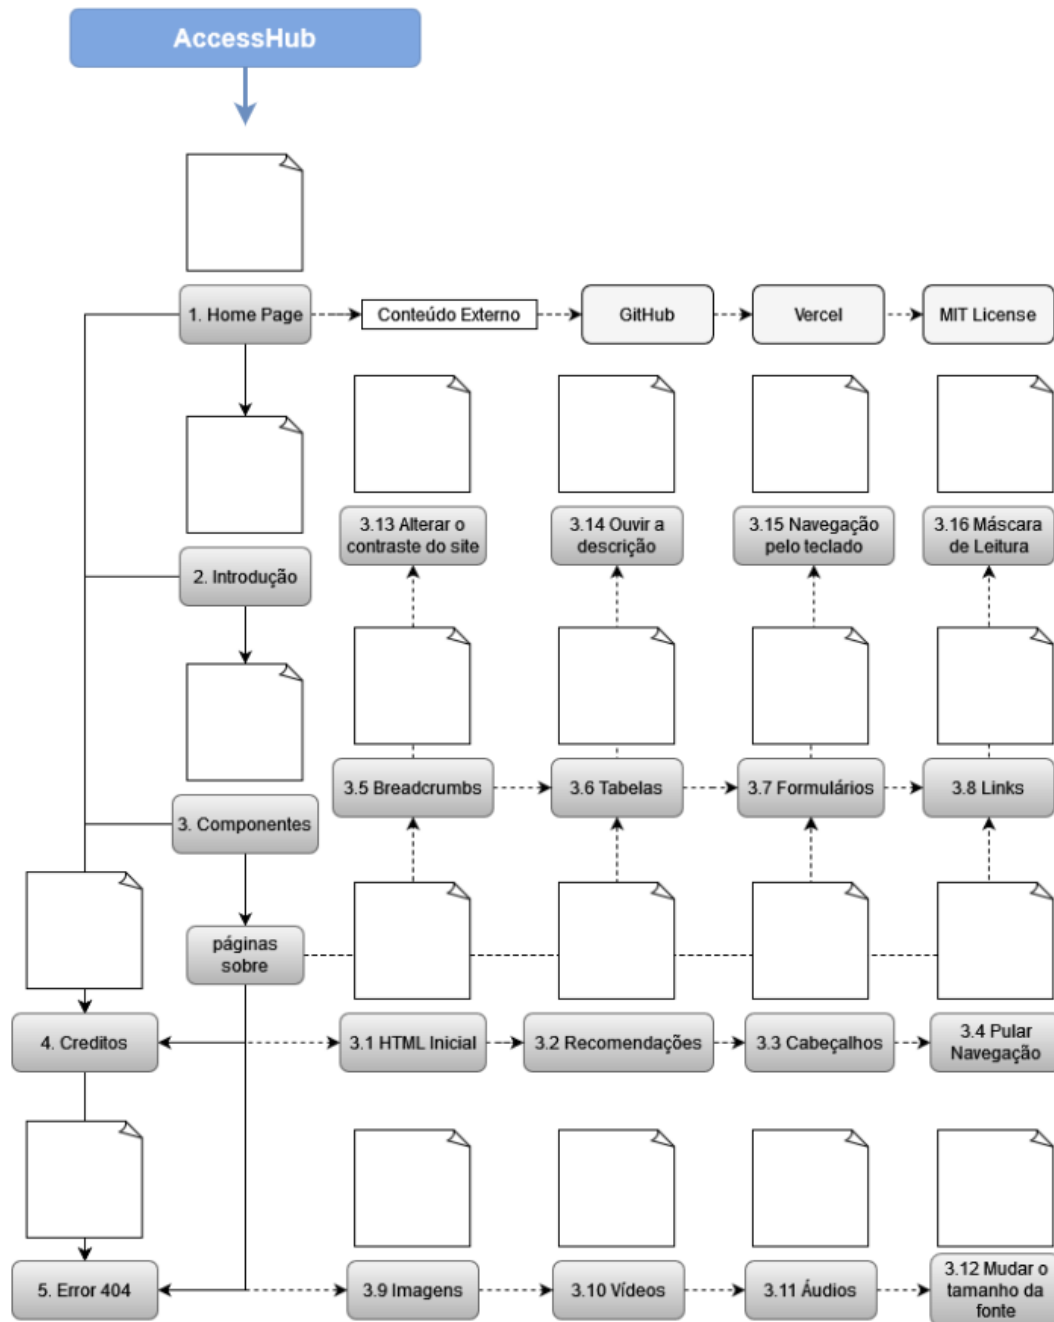 AccessHub
1. Home Page
Conteúdo Externo
GitHub
Vercel
MIT License
3.13 Alterar o
contraste do site
3.14 Ouvir a
descrição
3.15 Navegação
pelo teclado
3.16 Máscara
de Leitura
2. Introdução
3.5 Breadcrumbs
3.6 Tabelas
3.7 Formulários
3.8 Links
3. Componentes
páginas
sobre
4. Creditos
3.1 HTML Inicial
3.2 Recomendações
3.3 Cabeçalhos
3.4 Pular
Navegação
5. Error 404
3.9 Imagens
3.10 Vídeos
3.11 Áudios
3.12 Mudar o
tamanho da
fonte